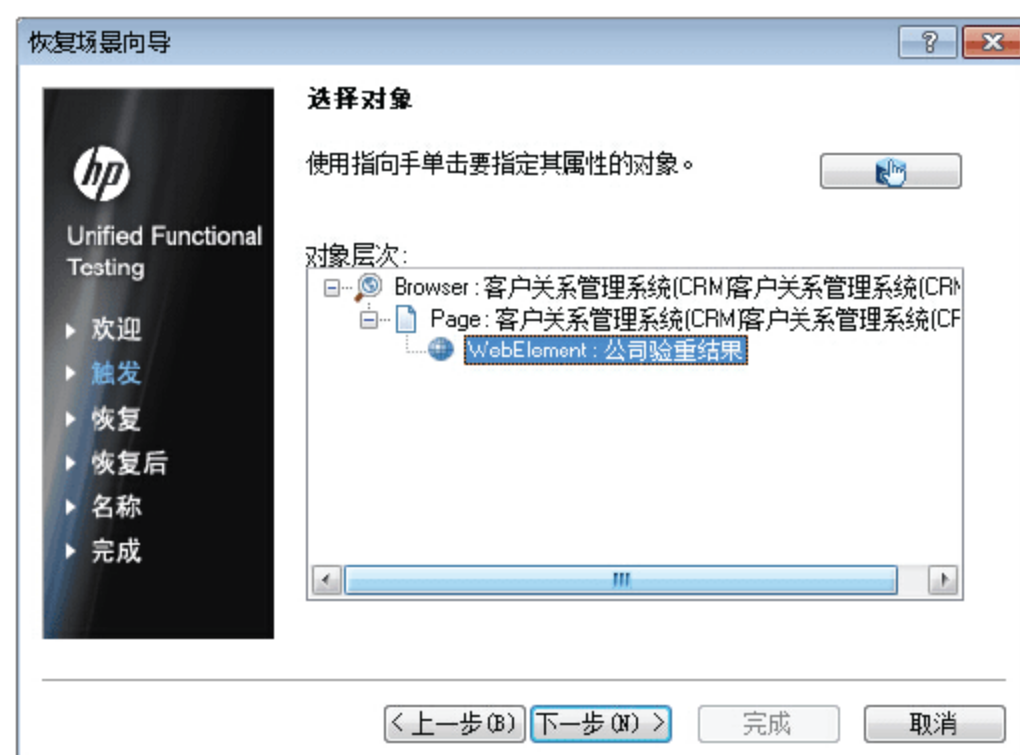 恢复场景向导
选择对象
使用指向手单击要指定其属性的对象。
hp
Unified Functional
Testing
欢迎
触发
恢复
恢复后
名称
完成
对象层次:
Browser : 客户关系管理系统(CRM)客户关系管理系统(CRM
Page : 客户关系管理系统(CRM)客户关系管理系统(CF
WebElement : 公司验重结果
< 上一步(B)
下一步(N) >
完成
取消